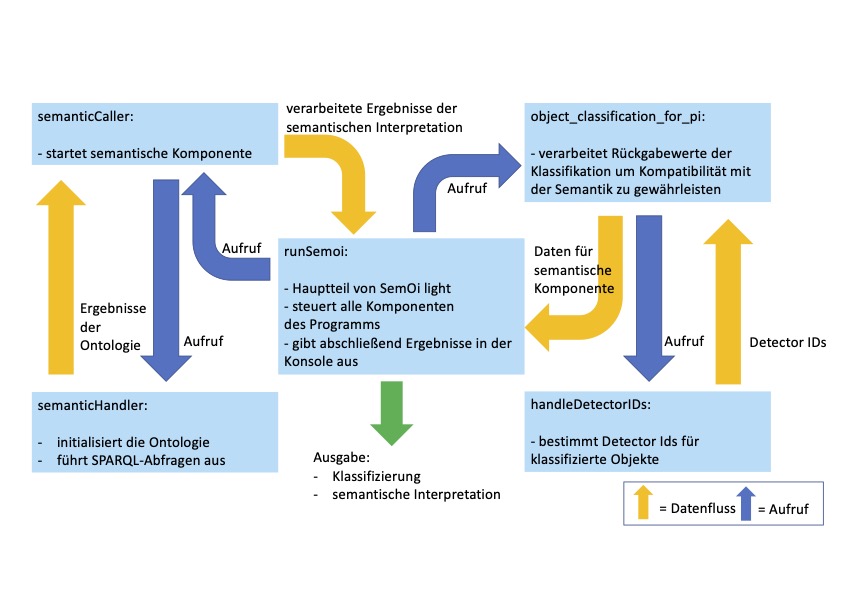 semanticCaller:
- startet semantische Komponente
verarbeitete Ergebnisse der
semantischen Interpretation
object_classification_for_pi:
- verarbeitet Rückgabewerte der
Klassifikation um Kompatibilität mit
der Semantik zu gewährleisten
Aufruf
Aufruf
runSemoi:
- Hauptteil von SemOi light
- steuert alle Komponenten
des Programms
- gibt abschließend Ergebnisse in der
Konsole aus
Daten für
semantische
Komponente
Ergebnisse
der
Ontologie
Aufruf
Aufruf
Detector IDs
semanticHandler:
- initialisiert die Ontologie
- führt SPARQL-Abfragen aus
handleDetectorIDs:
- bestimmt Detector Ids für
klassifizierte Objekte
Ausgabe:
- Klassifizierung
- semantische Interpretation
= Datenfluss
= Aufruf